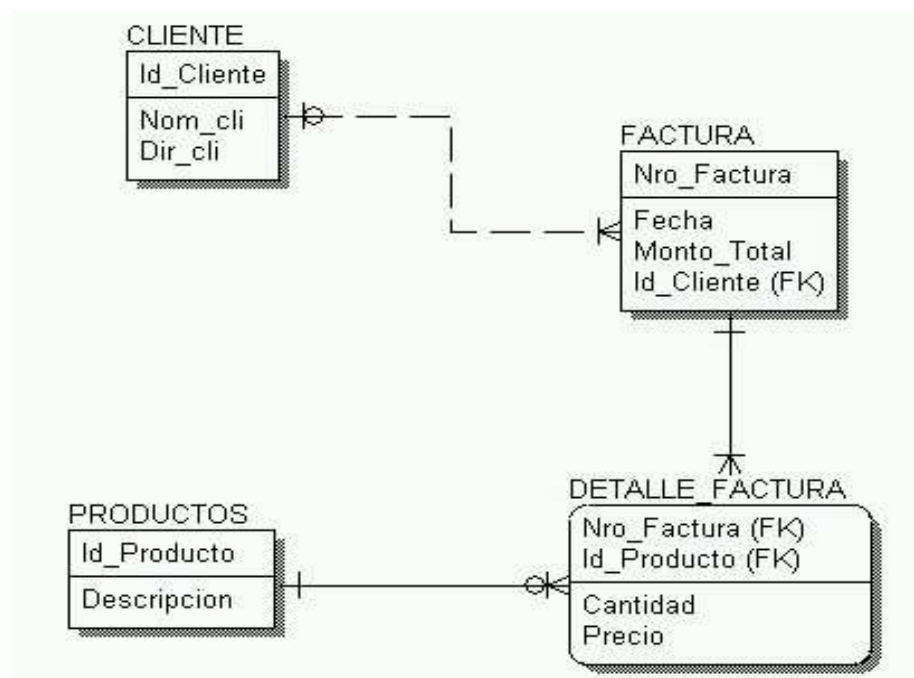 CLIENTE
Id_Cliente
Nom_cli
Dir_cli
FACTURA
Nro_Factura
Fecha
Monto_Total
Id_Cliente (FK)
DETALLE_FACTURA
Nro_Factura (FK)
Id_Producto (FK)
Cantidad
Precio
PRODUCTOS
Id_Producto
Descripcion